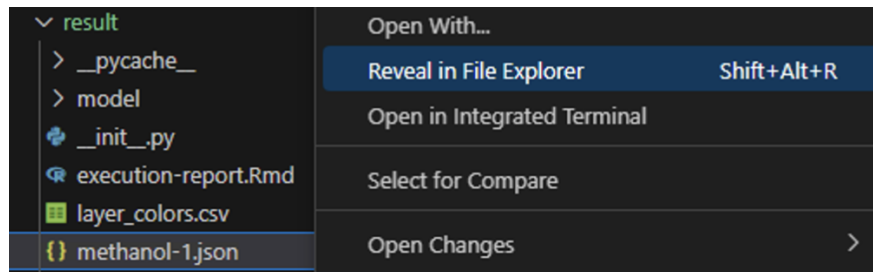 result
__pycache__
model
__init__.py
execution-report.Rmd
layer_colors.csv
{} methanol-1.json
Open With...
Reveal in File Explorer Shift+Alt+R
Open in Integrated Terminal
Select for Compare
Open Changes